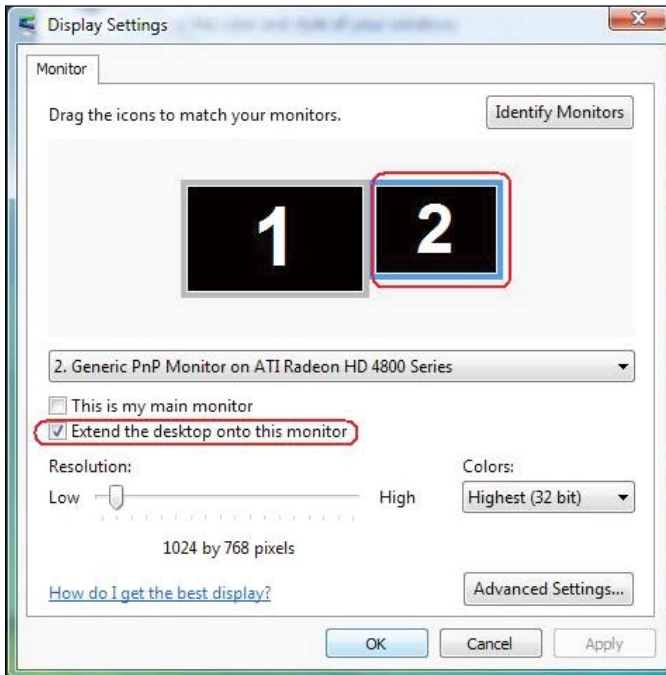 Display Settings
Monitor
Drag the icons to match your monitors.
Identify Monitors
1
2
2. Generic PnP Monitor on ATI Radeon HD 4800 Series
This is my main monitor
Extend the desktop onto this monitor
Resolution:
Colors:
Low
High
Highest (32 bit)
1024 by 768 pixels
How do I get the best display?
Advanced Settings...
OK
Cancel
Apply